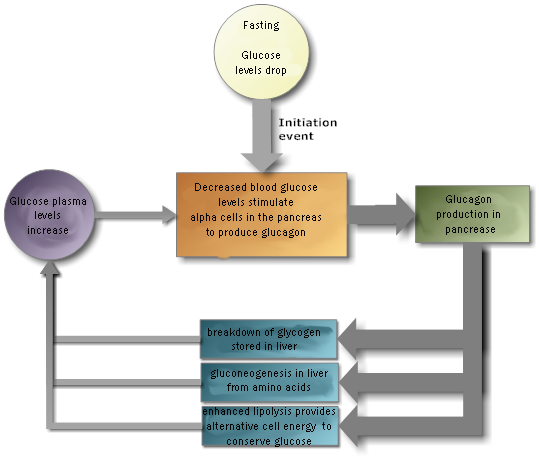 Fasting
Glucose
levels drop
Initiation
event
Decreased blood glucose
levels stimulate
alpha cells in the pancreas
to produce glucagon
Glucagon
production in
pancrease
Glucose plasma
levels
increase
breakdown of glycogen
stored in liver
gluconeogenesis in liver
from amino acids
enhanced lipolysis provides
alternative cell energy to
conserve glucose